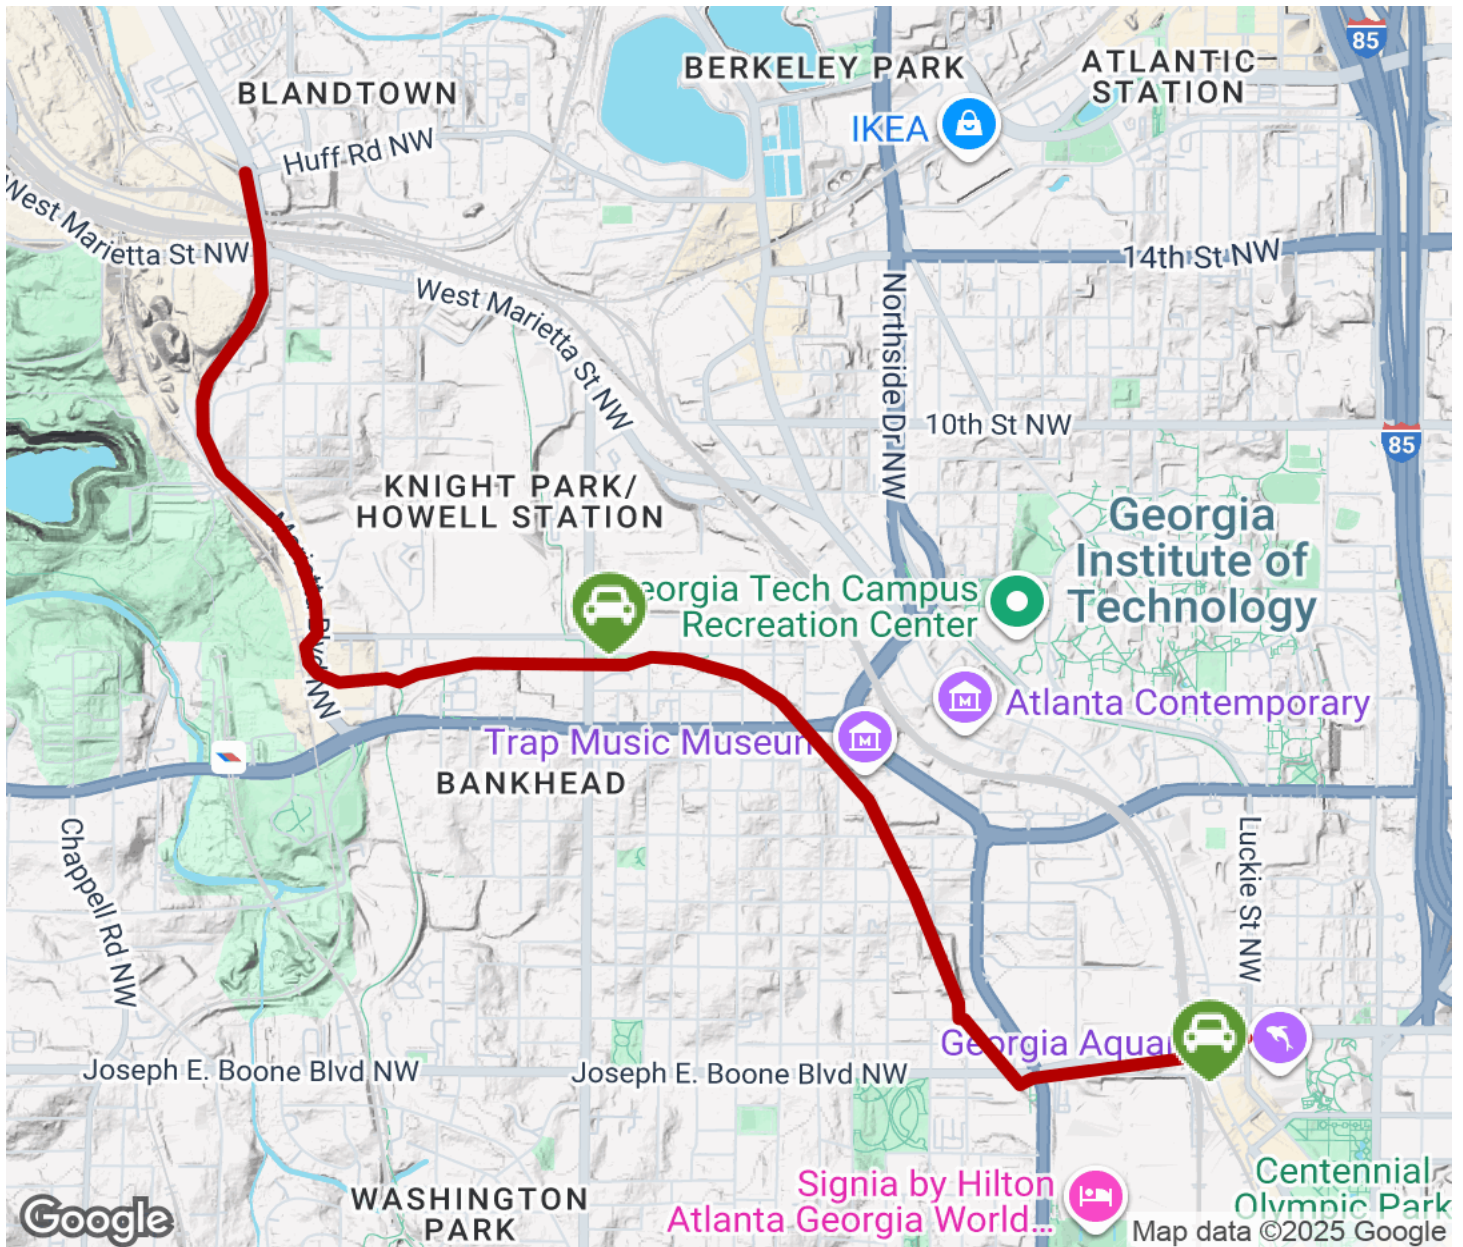 85
BERKELEY PARK
ATLANTIC
STATION
BLANDTOWN
IKEA
Huff Rd NW
West Marietta St NW
14th St NW
West Marietta St NW
Northside Dr NW
10th St NW
85
KNIGHT PARK/
HOWELL STATION
Georgia
Institute of
Technology
Marietta Blvd NW
eorgia Tech Campus
Recreation Center
Atlanta Contemporary
Trap Music Museum
BANKHEAD
Chappell Rd NW
Luckie St NW
Georgia Aqua
Joseph E. Boone Blvd NW
Joseph E. Boone Blvd NW
Signia by Hilton
Atlanta Georgia World...
Centennial
Olympic Park
WASHINGTON
PARK
Google
Map data ©2025 Google